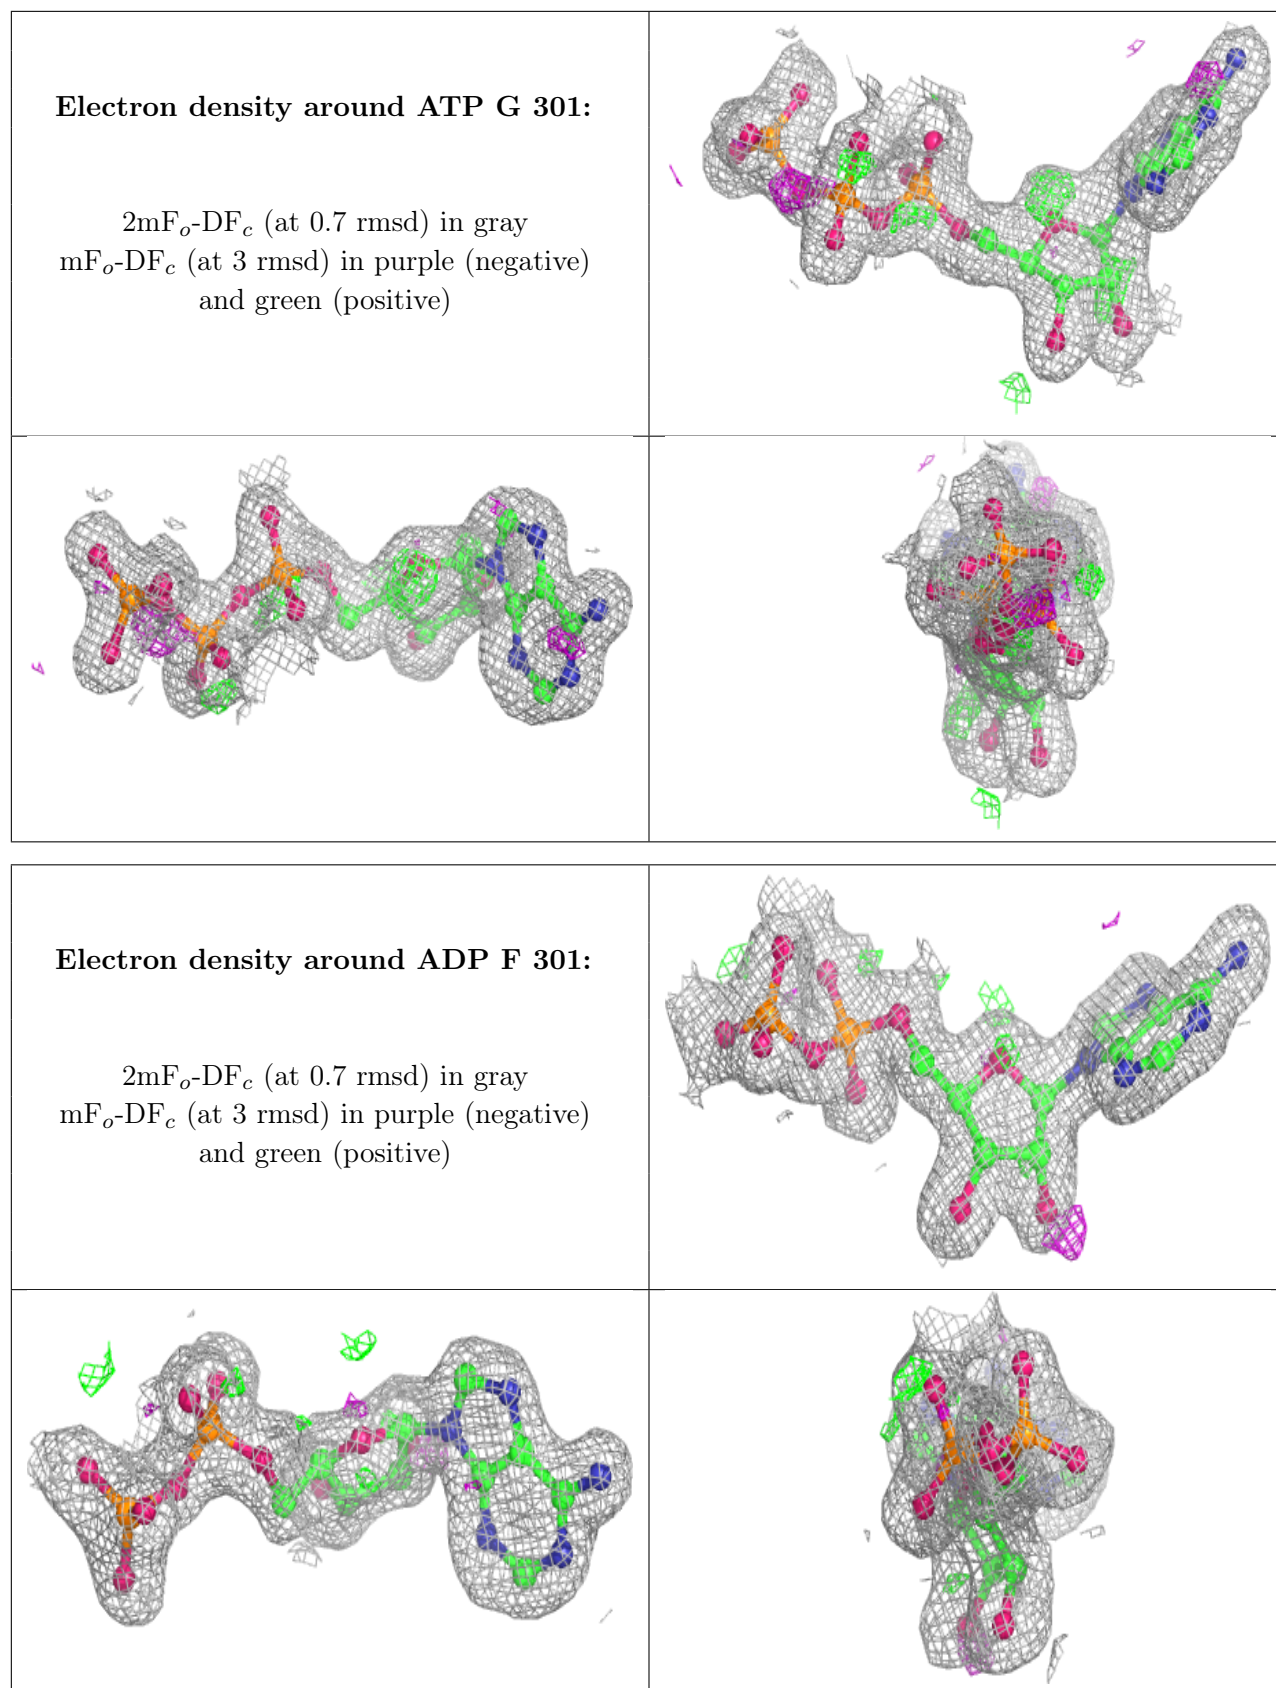 Electron density around ATP G 301:
2mFo-DFc (at 0.7 rmsd) in gray
mFo-DFc (at 3 rmsd) in purple (negative)
and green (positive)
Electron density around ADP F 301:
2mFo-DFc (at 0.7 rmsd) in gray
mFo-DFc (at 3 rmsd) in purple (negative)
and green (positive)